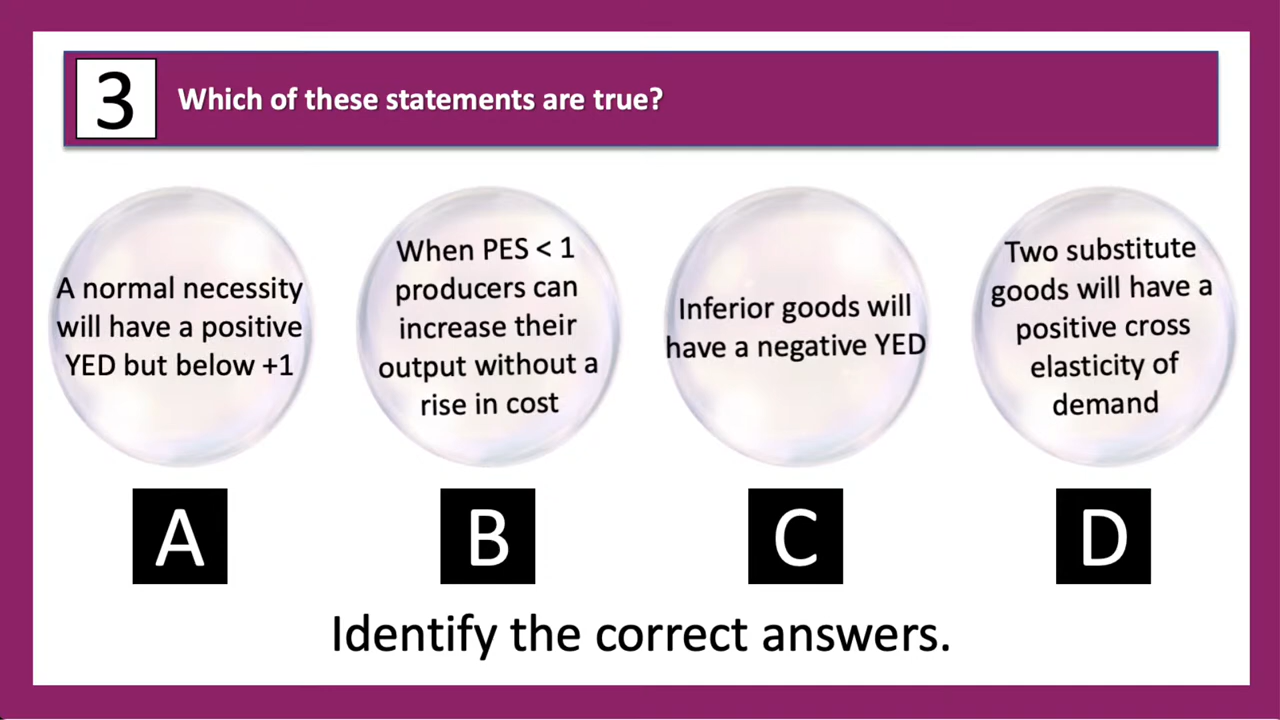 3
Which of these statements are true?
A normal necessity
will have a positive
YED but below +1
When PES < 1
producers can
increase their
output without a
rise in cost
Inferior goods will
have a negative YED
Two substitute
goods will have a
positive cross
elasticity of
demand
A
B
C
D
Identify the correct answers.